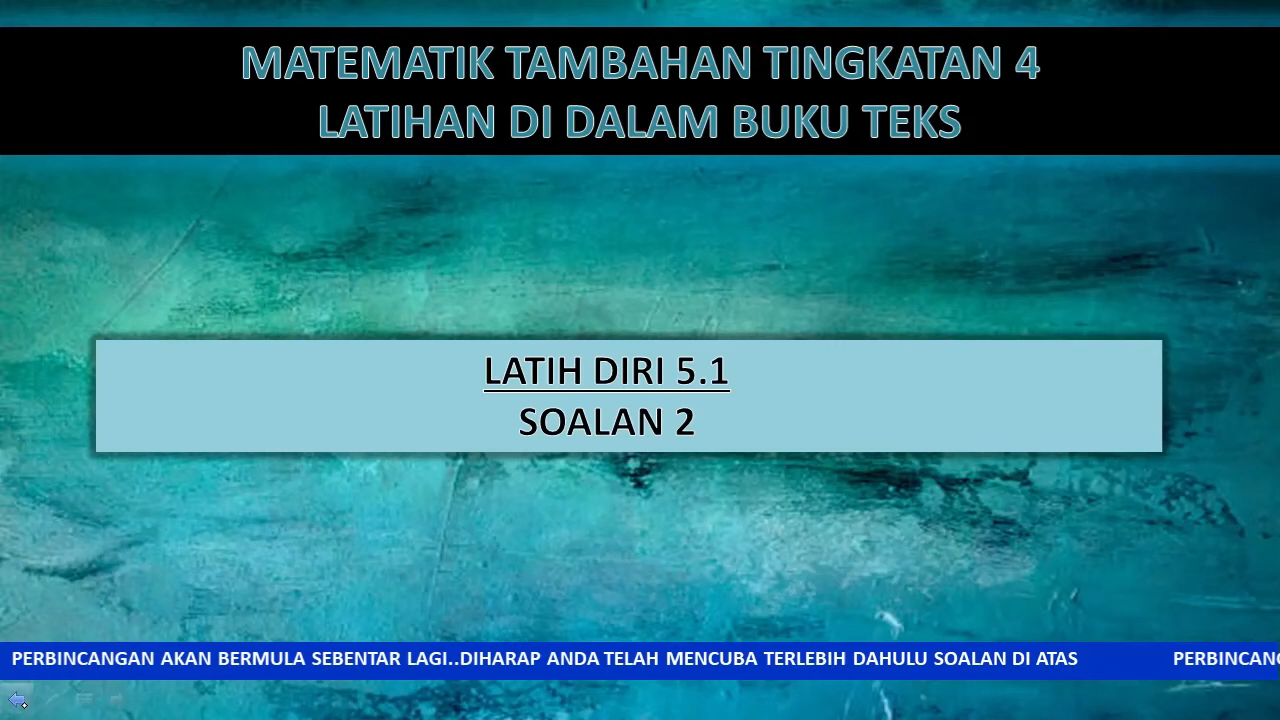 MATEMATIK TAMBAHAN TINGKATAN 4
LATIHAN DI DALAM BUKU TEKS
LATIH DIRI 5.1
SOALAN 2
PERBINCANGAN AKAN BERMULA SEBENTAR LAGI..DIHARAP ANDA TELAH MENCUBA TERLEBIH DAHULU SOALAN DI ATAS PERBINCANG